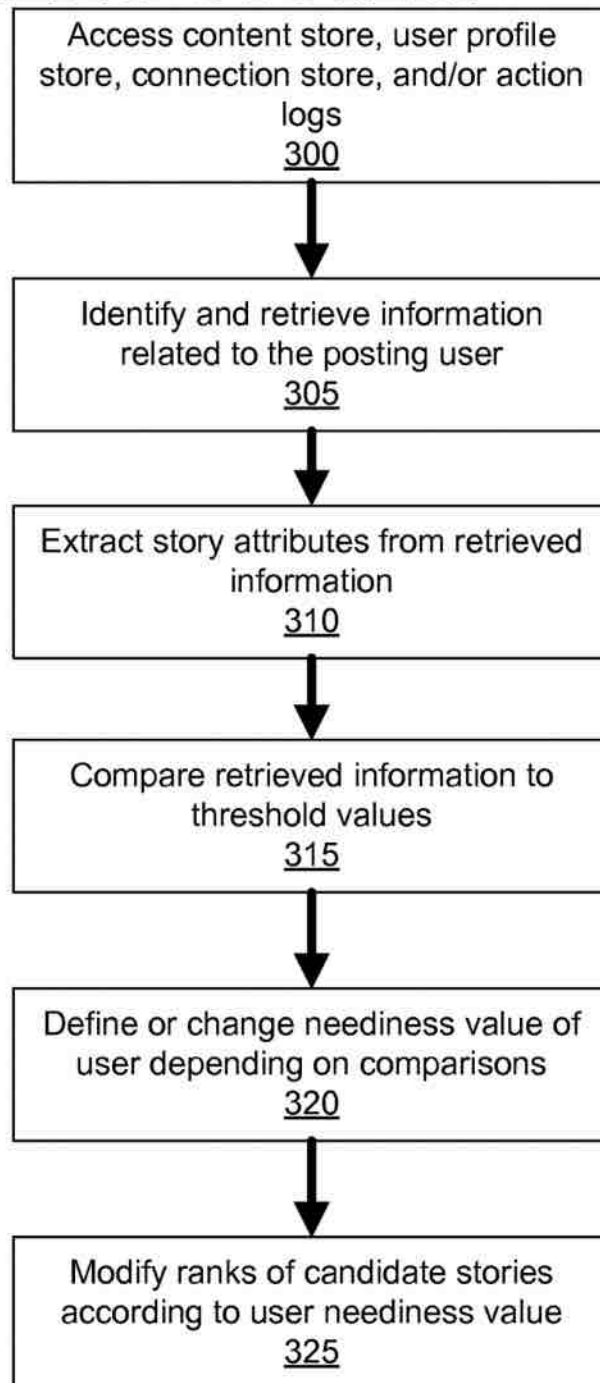 Access content store, user profile
store, connection store, and/or action
logs
300
Identify and retrieve information
related to the posting user
305
Extract story attributes from retrieved
information
310
Compare retrieved information to
threshold values
315
Define or change neediness value of
user depending on comparisons
320
Modify ranks of candidate stories
according to user neediness value
325